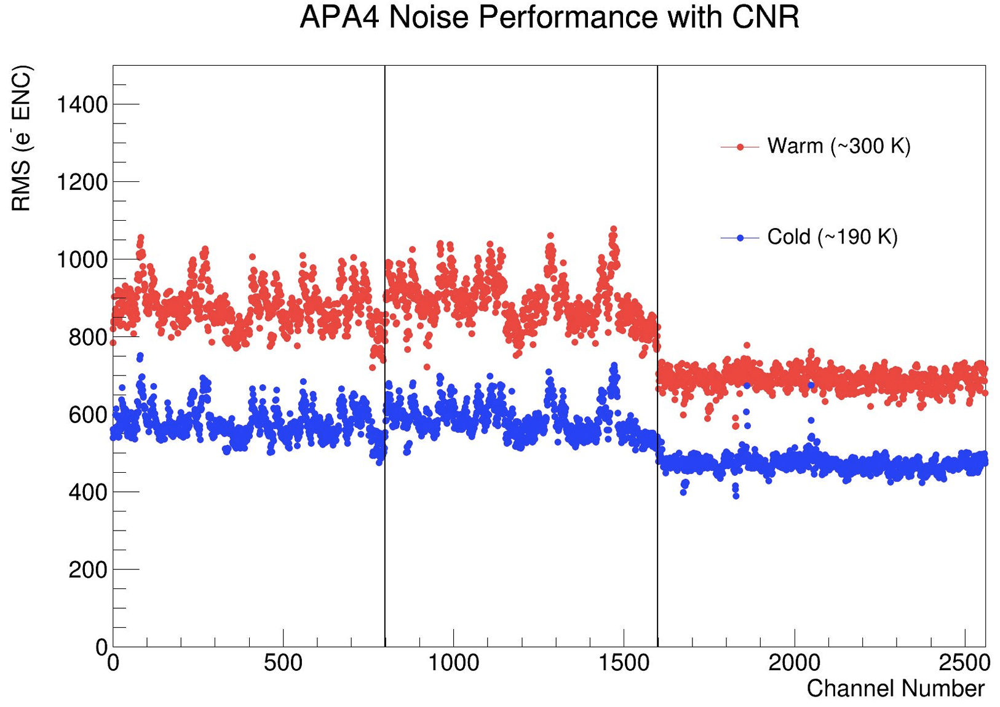 APA4 Noise Performance with CNR
RMS (e⁻ ENC)
1400
1200
1000
800
600
400
200
0
Warm (~300 K)
Cold (~190 K)
0 500 1000 1500 2000 2500
Channel Number